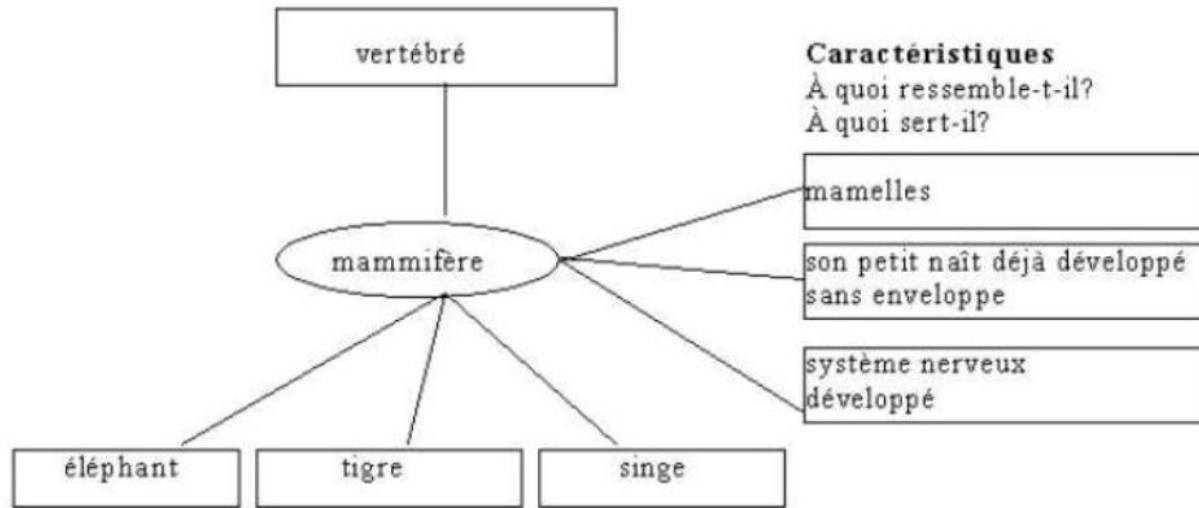 vertébré
Caractéristiques
À quoi ressemble-t-il?
À quoi sert-il?
mamelles
mammifère
son petit naît déjà développé
sans enveloppe
système nerveux
développé
éléphant
tigre
singe